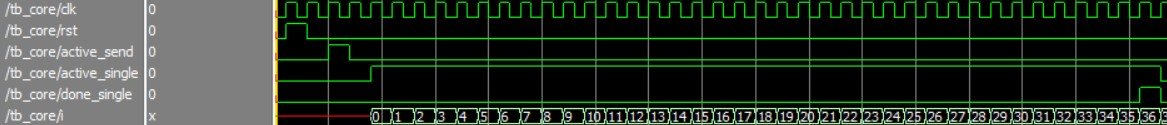 /tb_core/clk 0
/tb_core/rst 0
/tb_core/active_send 0
/tb_core/active_single 0
/tb_core/done_single 0
/tb_core/i x 0 1 2 3 4 5 6 7 8 9 10 11 12 13 14 15 16 17 18 19 20 21 22 23 24 25 26 27 28 29 30 31 32 33 34 35 36